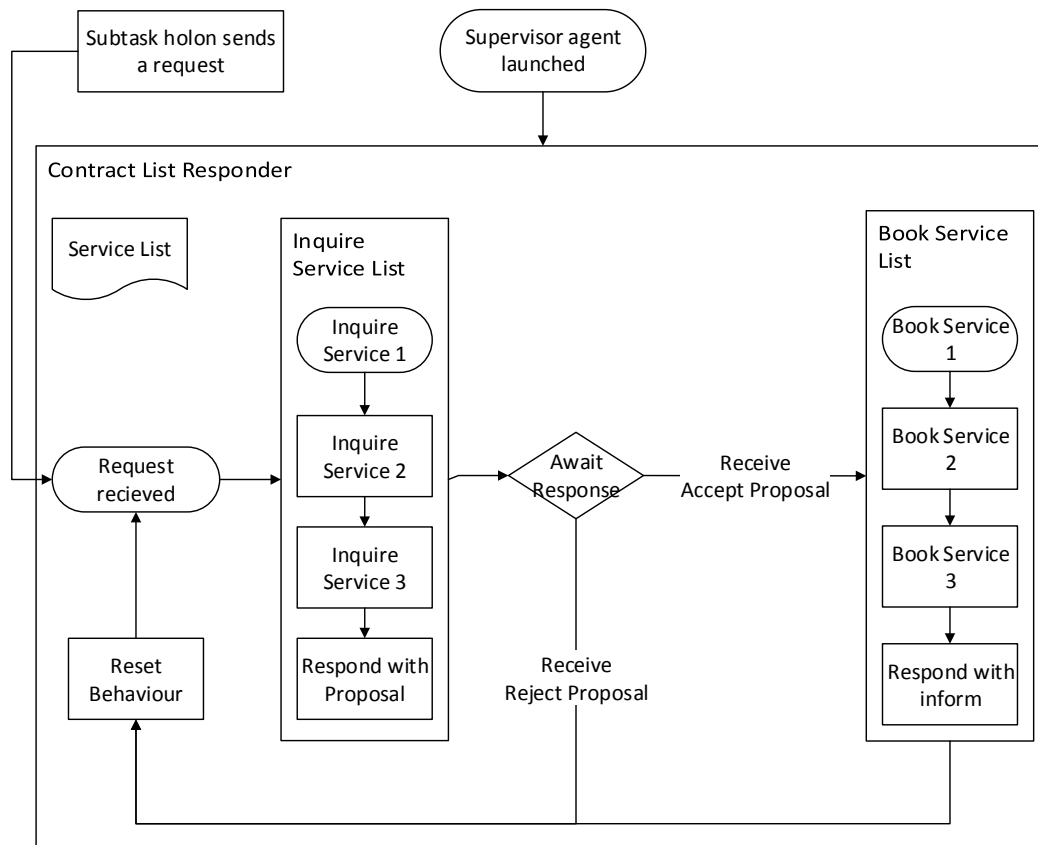 Subtask holon sends
a request
Supervisor agent
launched
Contract List Responder
Service List
Inquire
Service List
Inquire
Service 1
Inquire
Service 2
Inquire
Service 3
Respond with
Proposal
Request
recieved
Reset
Behaviour
Await
Response
Receive
Accept Proposal
Receive
Reject Proposal
Book Service
List
Book Service
1
Book Service
2
Book Service
3
Respond with
inform